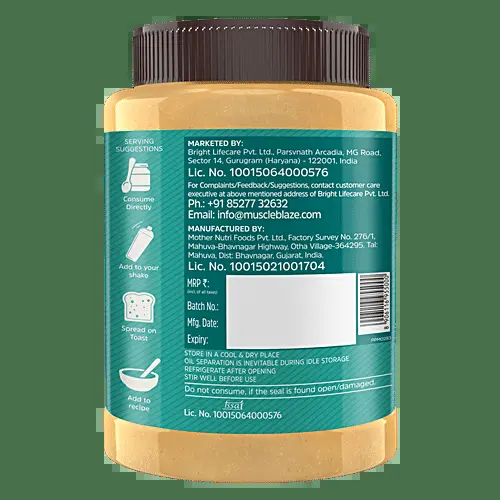 SERVING
SUGGESTIONS
Consume
Directly
Add to your
shake
Spread on
Toast
Add to
recipe
MARKETED BY:
Bright Lifecare Pvt. Ltd., Parsvnath Arcadia, MG Road,
Sector 14, Gurugram (Haryana) - 122001, India
Lic. No. 10015064000576
For Complaints/Feedback/Suggestions, contact customer care
executive at above mentioned address of Bright Lifecare Pvt. Ltd.
Ph.: +91 85277 32632
Email: info@muscleblaze.com
MANUFACTURED BY:
Mother Nutri Foods Pvt. Ltd., Factory Survey No. 276/1,
Mahuva-Bhavnagar Highway, Otha Village-364295. Tal:
Mahuva, Dist: Bhavnagar, Gujarat, India.
Lic. No. 10015021001704
MRP ₹:
(incl. of all taxes)
Batch No.:
Mfg. Date:
Expiry:
STORE IN A COOL & DRY PLACE
OIL SEPARATION IS INEVITABLE DURING IDLE STORAGE
REFRIGERATE AFTER OPENING
STIR WELL BEFORE USE
Do not consume, if the seal is found open/damaged.
fssai
Lic. No. 10015064000576